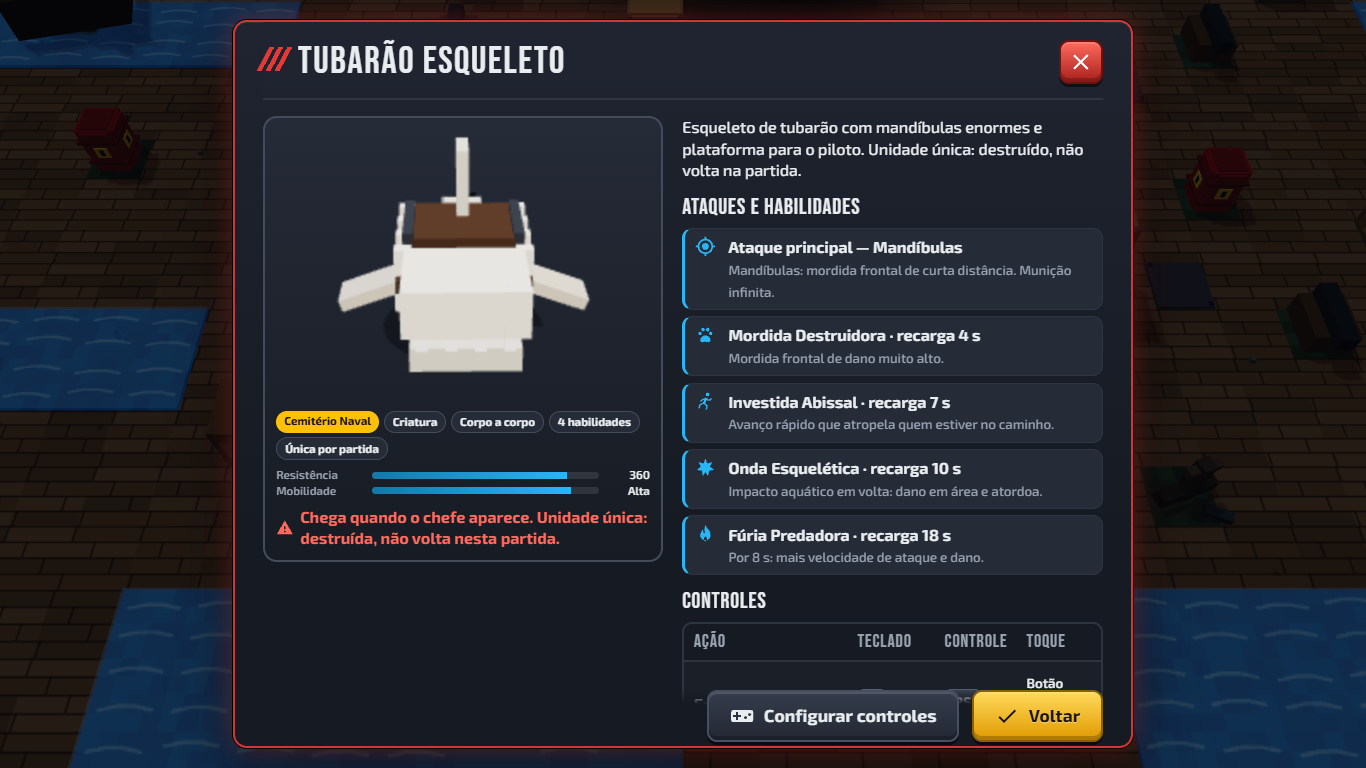 TUBARÃO ESQUELETO
Esqueleto de tubarão com mandíbulas enormes e
plataforma para o piloto. Unidade única: destruído, não
volta na partida.
ATAQUES E HABILIDADES
Ataque principal — Mandíbulas
Mandíbulas: mordida frontal de curta distância. Munição
infinita.
Mordida Destruidora · recarga 4 s
Mordida frontal de dano muito alto.
Investida Abissal · recarga 7 s
Avanço rápido que atropela quem estiver no caminho.
Onda Esquelética · recarga 10 s
Impacto aquático em volta: dano em área e atordoa.
Fúria Predadora · recarga 18 s
Por 8 s: mais velocidade de ataque e dano.
CONTROLES
AÇÃO TECLADO CONTROLE TOQUE
Botão
Cemitério Naval Criatura Corpo a corpo 4 habilidades
Única por partida
Resistência 360
Mobilidade Alta
Chega quando o chefe aparece. Unidade única:
destruída, não volta nesta partida.
Configurar controles Voltar